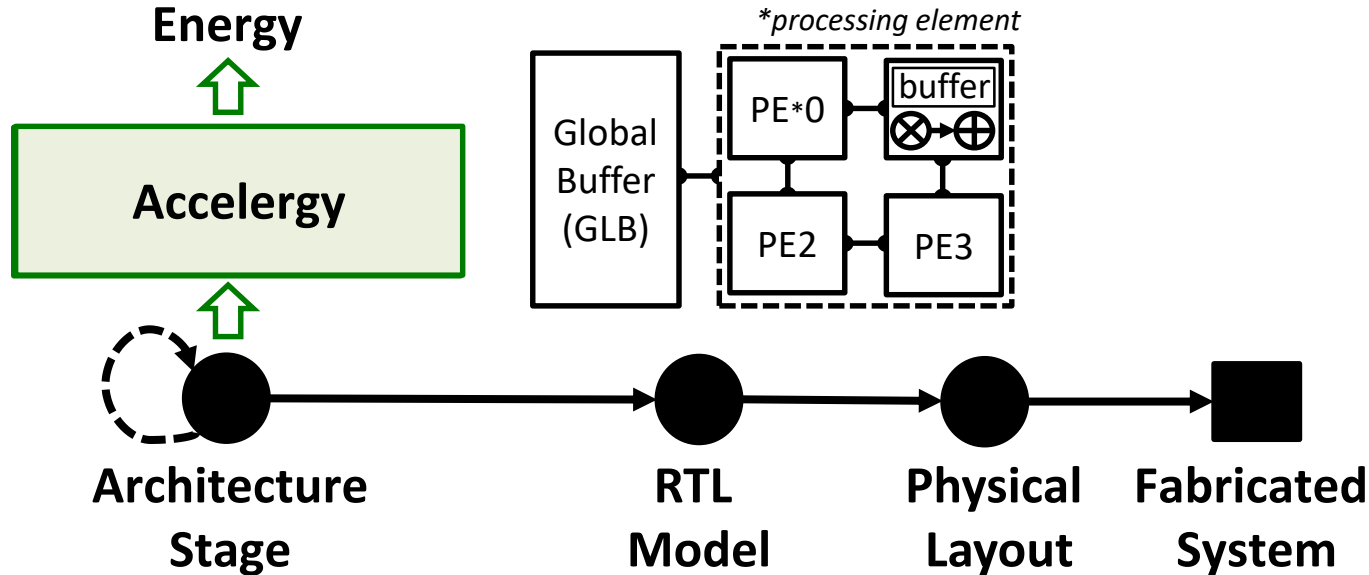 Energy
Accelergy
*processing element
Global
Buffer
(GLB)
PE*0
buffer
PE2
PE3
Architecture
Stage
RTL
Model
Physical
Layout
Fabricated
System